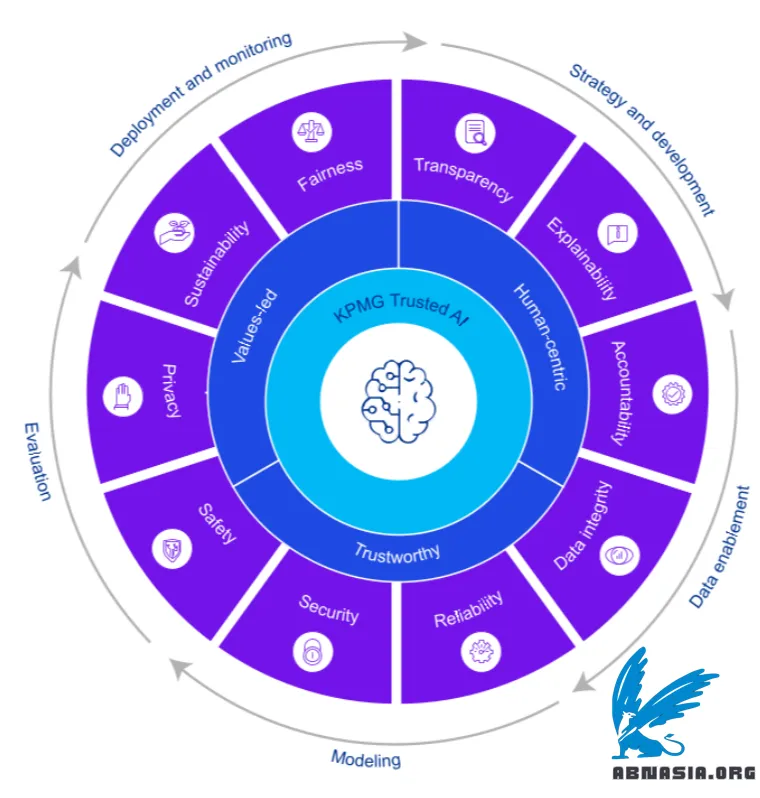 Deployment and monitoring
Strategy and development
Data enablement
Modeling
Evaluation
Fairness
Transparency
Explainability
Accountability
Data integrity
Reliability
Security
Safety
Privacy
Sustainability
Values-led
Human-centric
Trustworthy
KPMG Trusted AI
ABNASIA.ORG